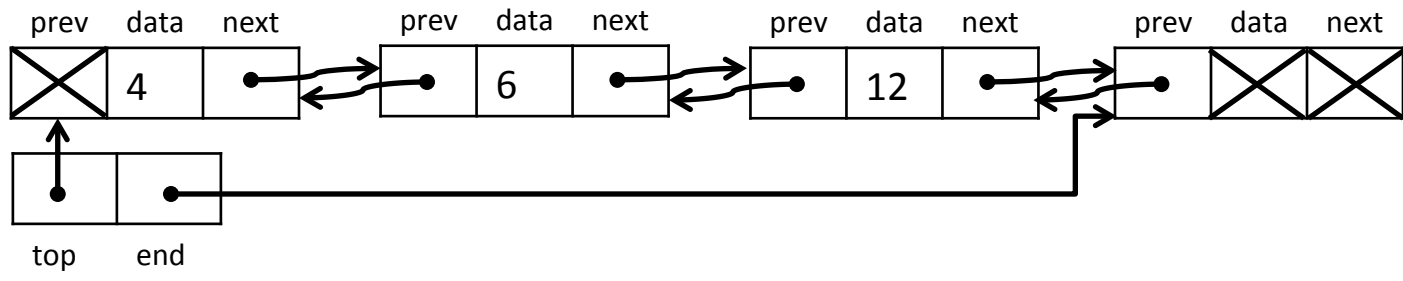 prev data next prev data next prev data next prev data next
4 6 12
top end